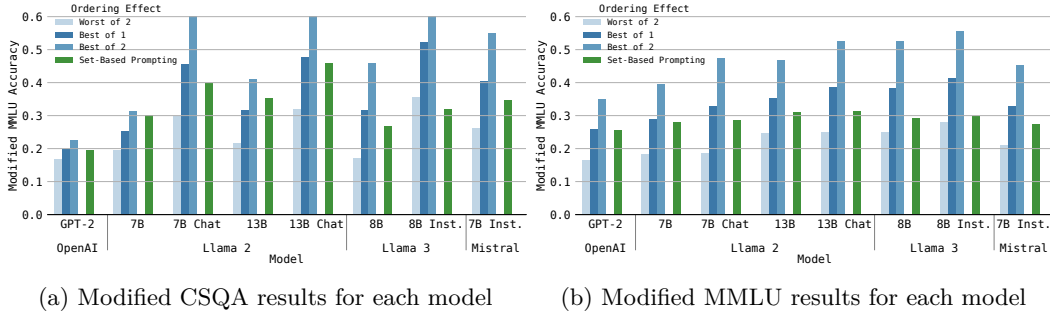 Ordering Effect
Worst of 2
Best of 1
Best of 2
Set-Based Prompting
Modified MMLU Accuracy
0.6
0.5
0.4
0.3
0.2
0.1
0.0
GPT-2 7B 7B Chat 13B 13B Chat 8B 8B Inst. 7B Inst.
OpenAI Llama 2 Llama 3 Mistral
Model
(a) Modified CSQA results for each model
Ordering Effect
Worst of 2
Best of 1
Best of 2
Set-Based Prompting
Modified MMLU Accuracy
0.6
0.5
0.4
0.3
0.2
0.1
0.0
GPT-2 7B 7B Chat 13B 13B Chat 8B 8B Inst. 7B Inst.
OpenAI Llama 2 Llama 3 Mistral
Model
(b) Modified MMLU results for each model